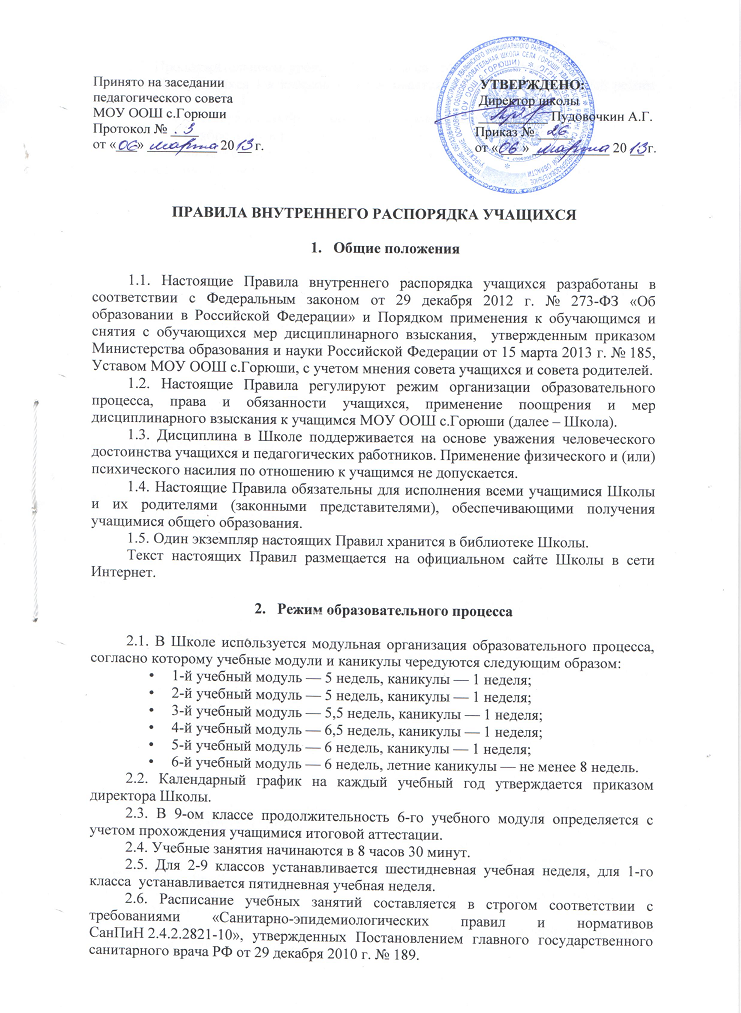 Принято на заседании
педагогического совета
МОУ ООШ с.Горюши
Протокол № 3
от «06» марта 2013 г.
УТВЕРЖДЕНО:
Директор школы
Пудовочкин А.Г.
Приказ № 26
от «06» марта 2013г.
ПРАВИЛА ВНУТРЕННЕГО РАСПОРЯДКА УЧАЩИХСЯ
1. Общие положения
1.1. Настоящие Правила внутреннего распорядка учащихся разработаны в
соответствии с Федеральным законом от 29 декабря 2012 г. № 273-ФЗ «Об
образовании в Российской Федерации» и Порядком применения к обучающимся и
снятия с обучающихся мер дисциплинарного взыскания, утвержденным приказом
Министерства образования и науки Российской Федерации от 15 марта 2013 г. № 185,
Уставом МОУ ООШ с.Горюши, с учетом мнения совета учащихся и совета родителей.
1.2. Настоящие Правила регулируют режим организации образовательного
процесса, права и обязанности учащихся, применение поощрения и мер
дисциплинарного взыскания к учащимся МОУ ООШ с.Горюши (далее – Школа).
1.3. Дисциплина в Школе поддерживается на основе уважения человеческого
достоинства учащихся и педагогических работников. Применение физического и (или)
психического насилия по отношению к учащимся не допускается.
1.4. Настоящие Правила обязательны для исполнения всеми учащимися Школы
и их родителями (законными представителями), обеспечивающими получения
учащимися общего образования.
1.5. Один экземпляр настоящих Правил хранится в библиотеке Школы.
Текст настоящих Правил размещается на официальном сайте Школы в сети
Интернет.
2. Режим образовательного процесса
2.1. В Школе используется модульная организация образовательного процесса,
согласно которому учебные модули и каникулы чередуются следующим образом:
• 1-й учебный модуль — 5 недель, каникулы — 1 неделя;
• 2-й учебный модуль — 5 недель, каникулы — 1 неделя;
• 3-й учебный модуль — 5,5 недель, каникулы — 1 неделя;
• 4-й учебный модуль — 6,5 недель, каникулы — 1 неделя;
• 5-й учебный модуль — 6 недель, каникулы — 1 неделя;
• 6-й учебный модуль — 6 недель, летние каникулы — не менее 8 недель.
2.2. Календарный график на каждый учебный год утверждается приказом
директора Школы.
2.3. В 9-ом классе продолжительность 6-го учебного модуля определяется с
учетом прохождения учащимися итоговой аттестации.
2.4. Учебные занятия начинаются в 8 часов 30 минут.
2.5. Для 2-9 классов устанавливается шестидневная учебная неделя, для 1-го
класса устанавливается пятидневная учебная неделя.
2.6. Расписание учебных занятий составляется в строгом соответствии с
требованиями «Санитарно-эпидемиологических правил и нормативов
СанПиН 2.4.2.2821-10», утвержденных Постановлением главного государственного
санитарного врача РФ от 29 декабря 2010 г. № 189.